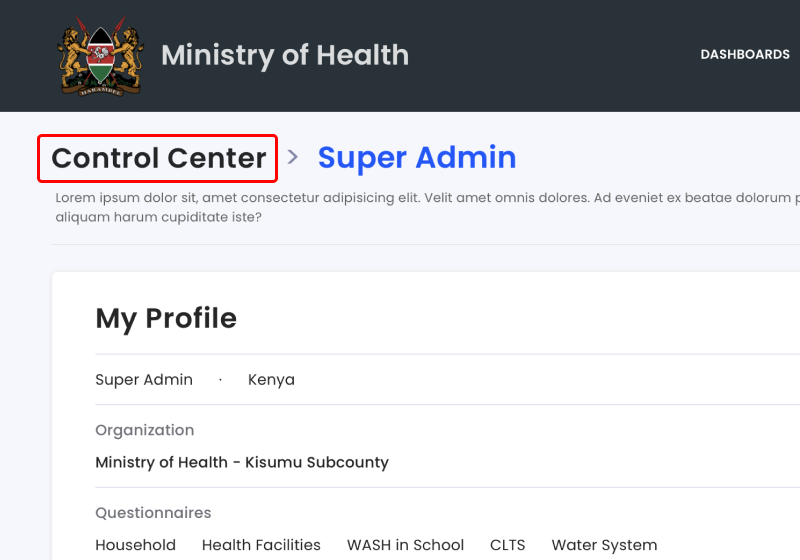 HARAMBEE
Ministry of Health
DASHBOARDS
Control Center > Super Admin
Lorem ipsum dolor sit, amet consectetur adipisicing elit. Velit amet omnis dolores. Ad eveniet ex beatae dolorum
aliquam harum cupiditate iste?
My Profile
Super Admin · Kenya
Organization
Ministry of Health - Kisumu Subcounty
Questionnaires
Household Health Facilities WASH in School CLTS Water System